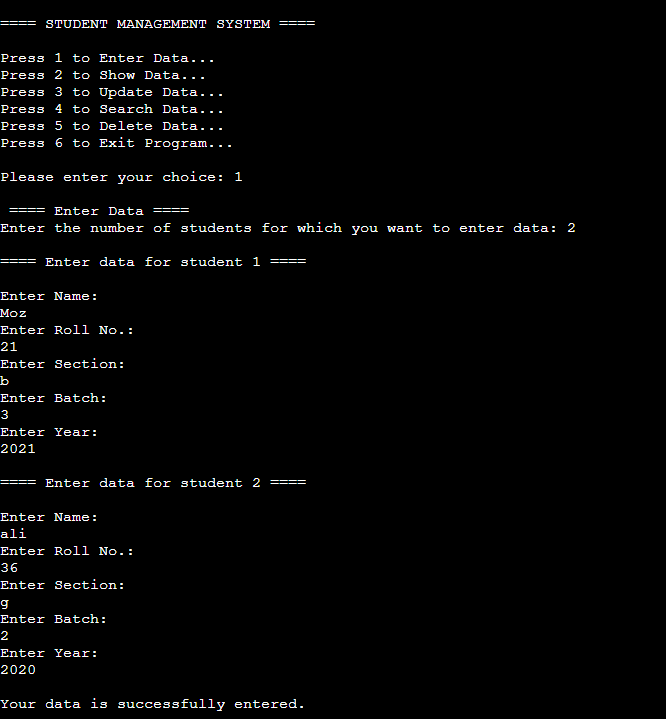 ==== STUDENT MANAGEMENT SYSTEM ====
Press 1 to Enter Data...
Press 2 to Show Data...
Press 3 to Update Data...
Press 4 to Search Data...
Press 5 to Delete Data...
Press 6 to Exit Program...
Please enter your choice: 1
==== Enter Data ====
Enter the number of students for which you want to enter data: 2
==== Enter data for student 1 ====
Enter Name:
Moz
Enter Roll No.:
21
Enter Section:
b
Enter Batch:
3
Enter Year:
2021
==== Enter data for student 2 ====
Enter Name:
ali
Enter Roll No.:
36
Enter Section:
g
Enter Batch:
2
Enter Year:
2020
Your data is successfully entered.